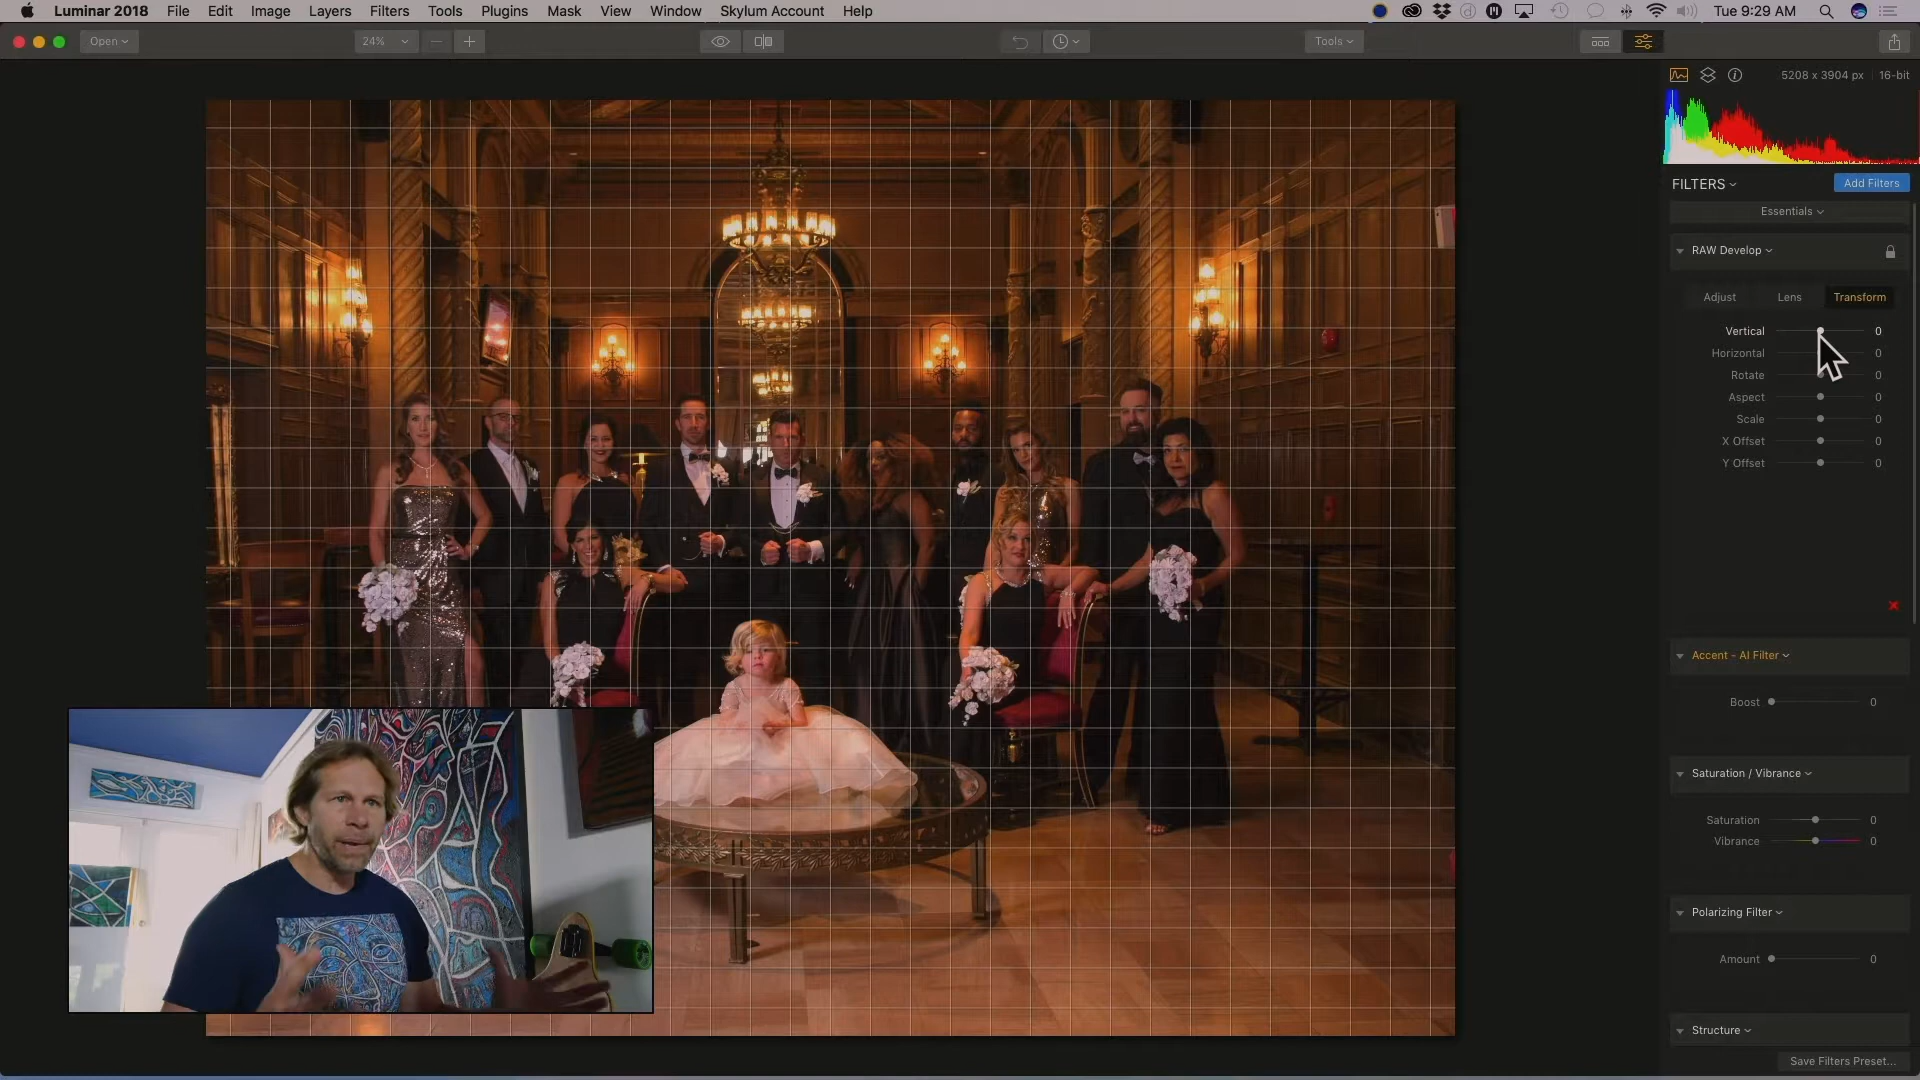 Luminar 2018 File Edit Image Layers Filters Tools Plugins Mask View Window Skylum Account Help Tue 9:29 AM
Open 24% Tools
5208 x 3904 px 16-bit
FILTERS Add Filters
Essentials
RAW Develop
Adjust Lens Transform
Vertical 0
Horizontal 0
Rotate 0
Aspect 0
Scale 0
X Offset 0
Y Offset 0
Accent - AI Filter
Boost 0
Saturation / Vibrance
Saturation 0
Vibrance 0
Polarizing Filter
Amount 0
Structure
Save Filters Preset...